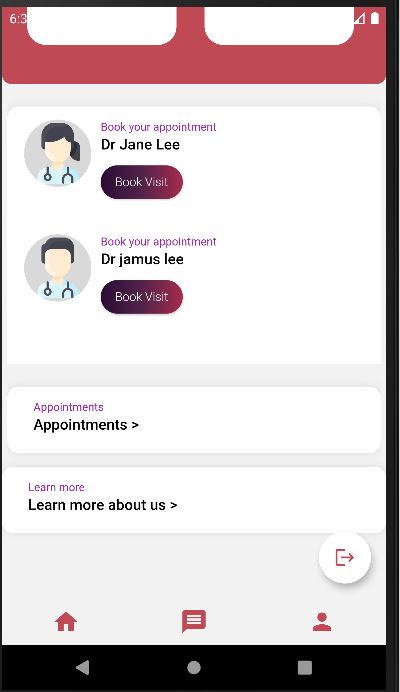 6:3
Book your appointment
Dr Jane Lee
Book Visit
Book your appointment
Dr jamus lee
Book Visit
Appointments
Appointments >
Learn more
Learn more about us >